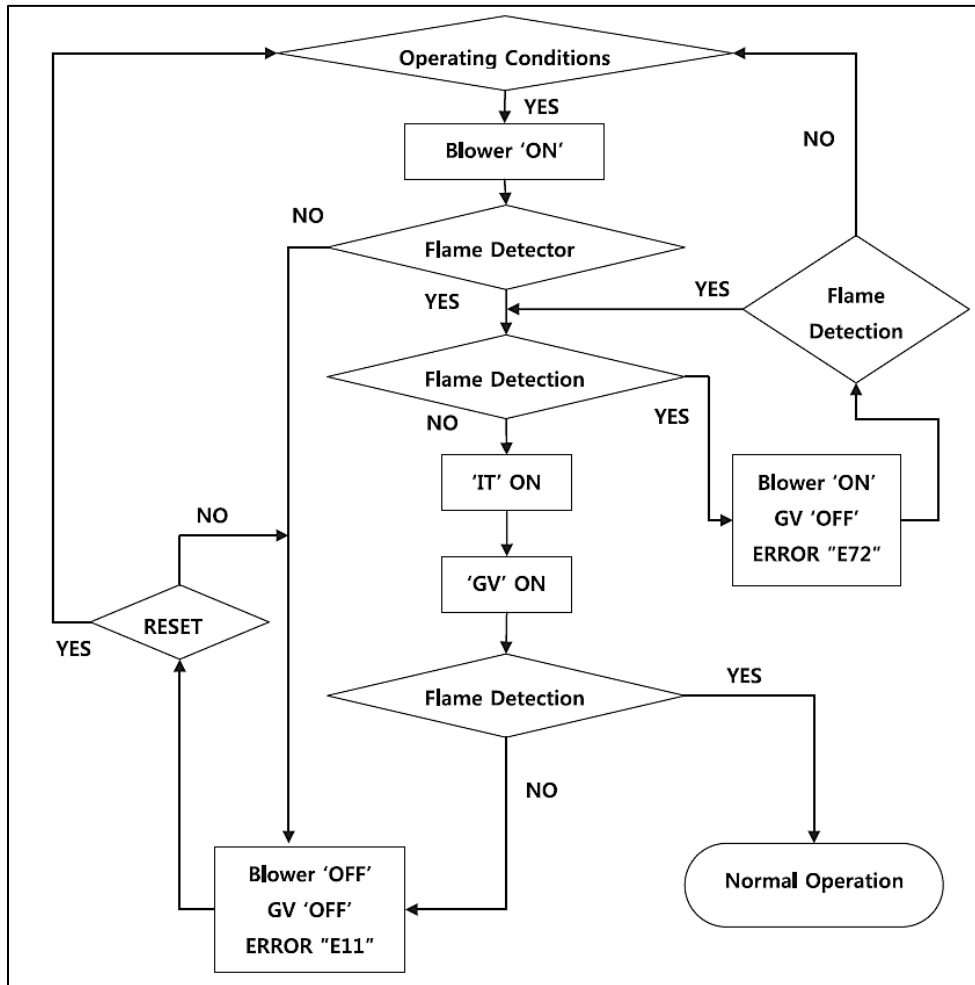 Operating Conditions
YES
NO
Blower ‘ON’
NO
Flame Detector
YES
YES
Flame
Detection
Flame Detection
YES
NO
‘IT’ ON
Blower ‘ON’
GV ‘OFF’
ERROR ”E72”
NO
‘GV’ ON
RESET
YES
Flame Detection
YES
NO
Blower ‘OFF’
GV ‘OFF’
ERROR ”E11”
Normal Operation